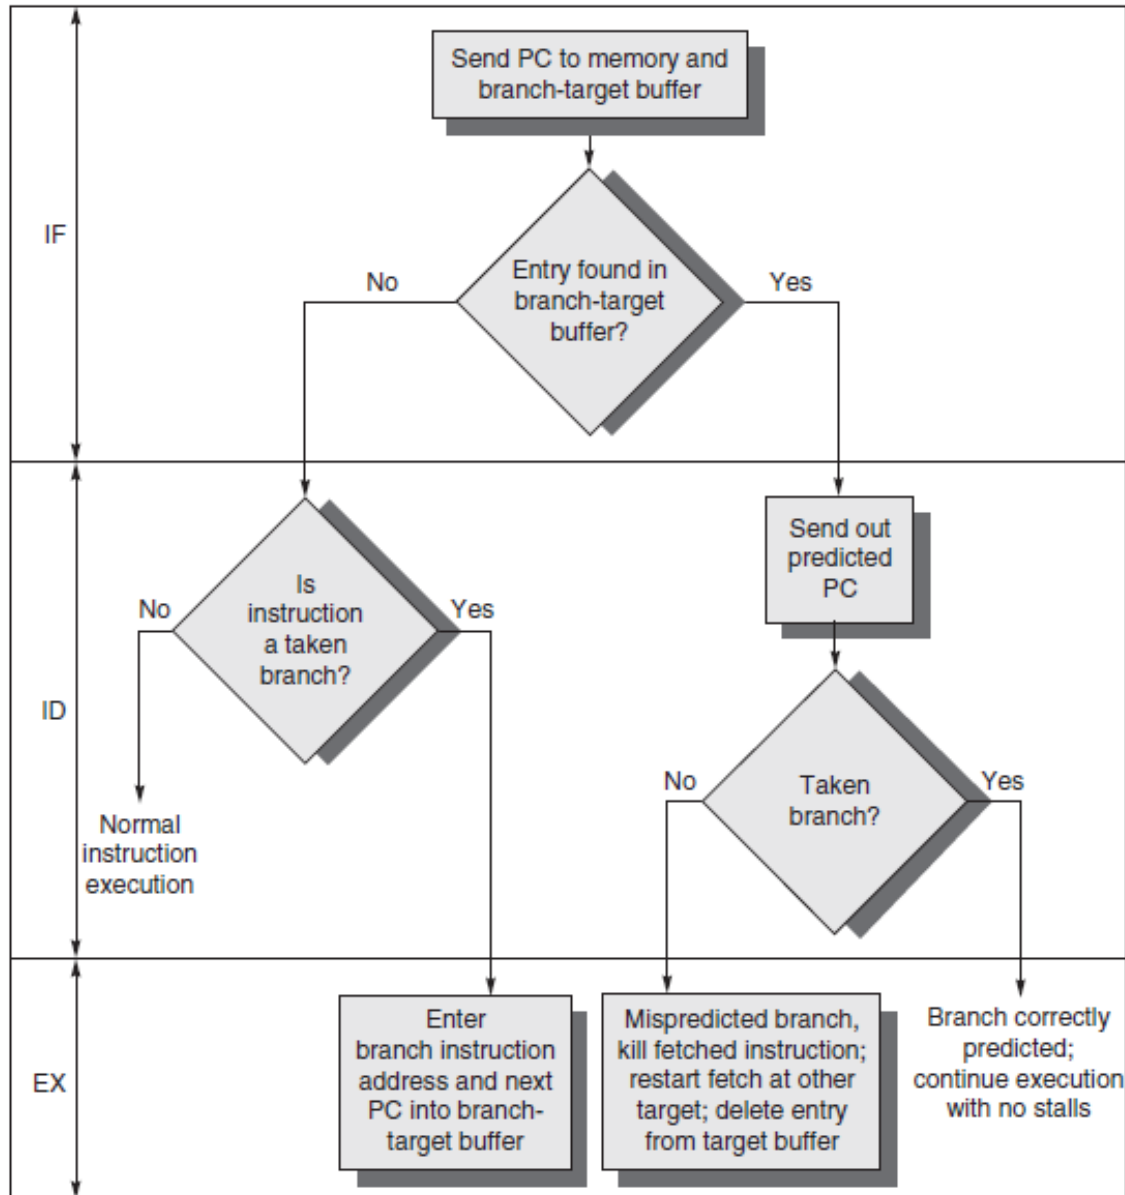 Send PC to memory and
branch-target buffer
IF
No
Entry found in
branch-target
buffer?
Yes
Send out
predicted
PC
No
Is
instruction
a taken
branch?
Yes
ID
No
Taken
branch?
Yes
Normal
instruction
execution
EX
Enter
branch instruction
address and next
PC into branch-
target buffer
Mispredicted branch,
kill fetched instruction;
restart fetch at other
target; delete entry
from target buffer
Branch correctly
predicted;
continue execution
with no stalls